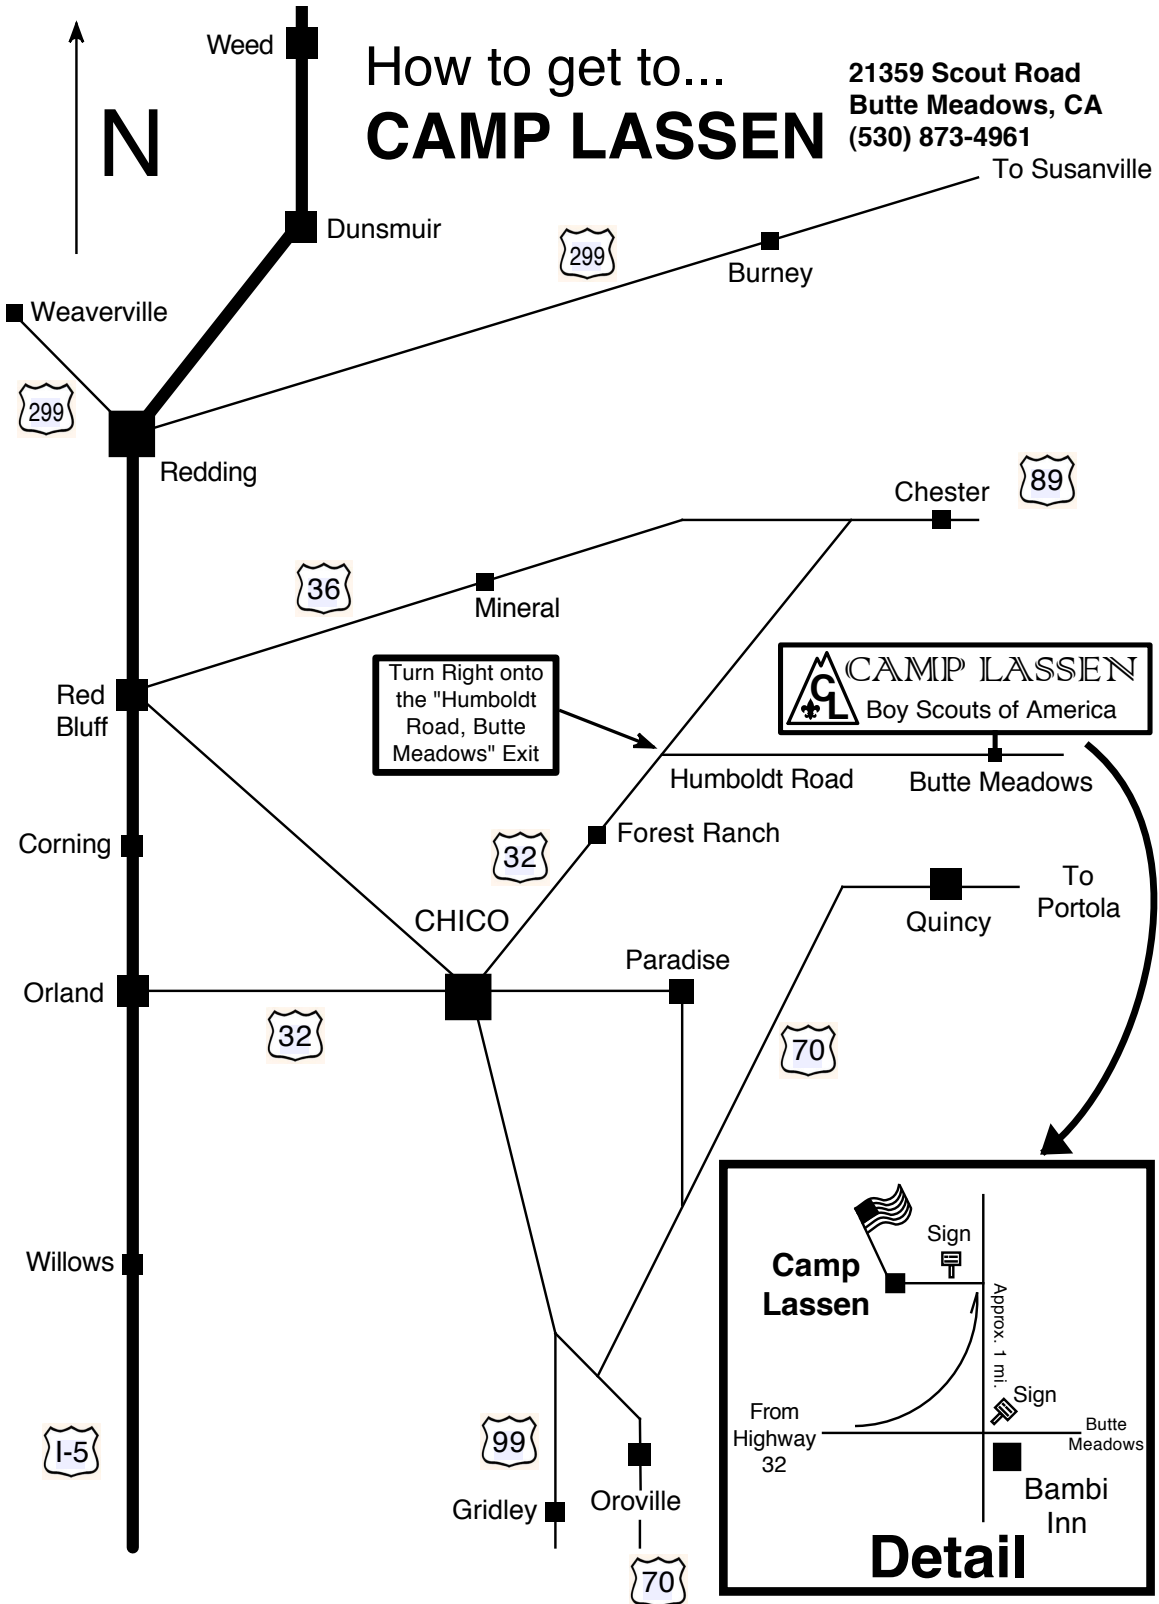 Weed
How to get to...
CAMP LASSEN
21359 Scout Road
Butte Meadows, CA
(530) 873-4961
N
To Susanville
Dunsmuir
299
Burney
Weaverville
299
Redding
Chester
89
36
Mineral
Turn Right onto
the "Humboldt
Road, Butte
Meadows" Exit
CAMP LASSEN
CL
Boy Scouts of America
Red
Bluff
Humboldt Road
Butte Meadows
Corning
Forest Ranch
32
To
Portola
CHICO
Quincy
Paradise
Orland
32
70
Willows
Sign
Camp
Lassen
Approx. 1 mi.
Sign
From
Highway
32
Butte
Meadows
I-5
99
Bambi
Inn
Gridley
Oroville
Detail
70